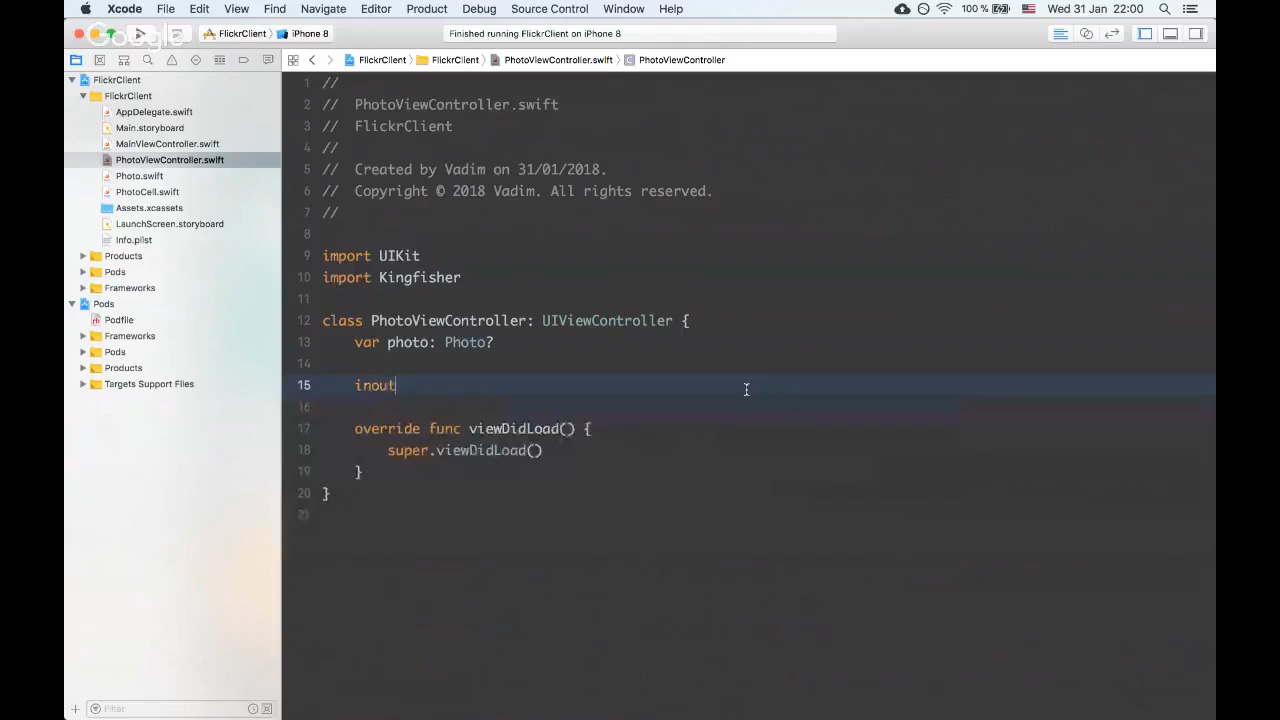 Xcode File Edit View Find Navigate Editor Product Debug Source Control Window Help 100 % Wed 31 Jan 22:00
Google
FlickrClient iPhone 8 Finished running FlickrClient on iPhone 8
FlickrClient FlickrClient PhotoViewController.swift C PhotoViewController
FlickrClient
FlickrClient
AppDelegate.swift
Main.storyboard
MainViewController.swift
PhotoViewController.swift
Photo.swift
PhotoCell.swift
Assets.xcassets
LaunchScreen.storyboard
Info.plist
Products
Pods
Frameworks
Pods
Podfile
Frameworks
Pods
Products
Targets Support Files
Filter
1 //
2 // PhotoViewController.swift
3 // FlickrClient
4 //
5 // Created by Vadim on 31/01/2018.
6 // Copyright © 2018 Vadim. All rights reserved.
7 //
8
9 import UIKit
10 import Kingfisher
11
12 class PhotoViewController: UIViewController {
13 var photo: Photo?
14
15 inout
16
17 override func viewDidLoad() {
18 super.viewDidLoad()
19 }
20 }
21